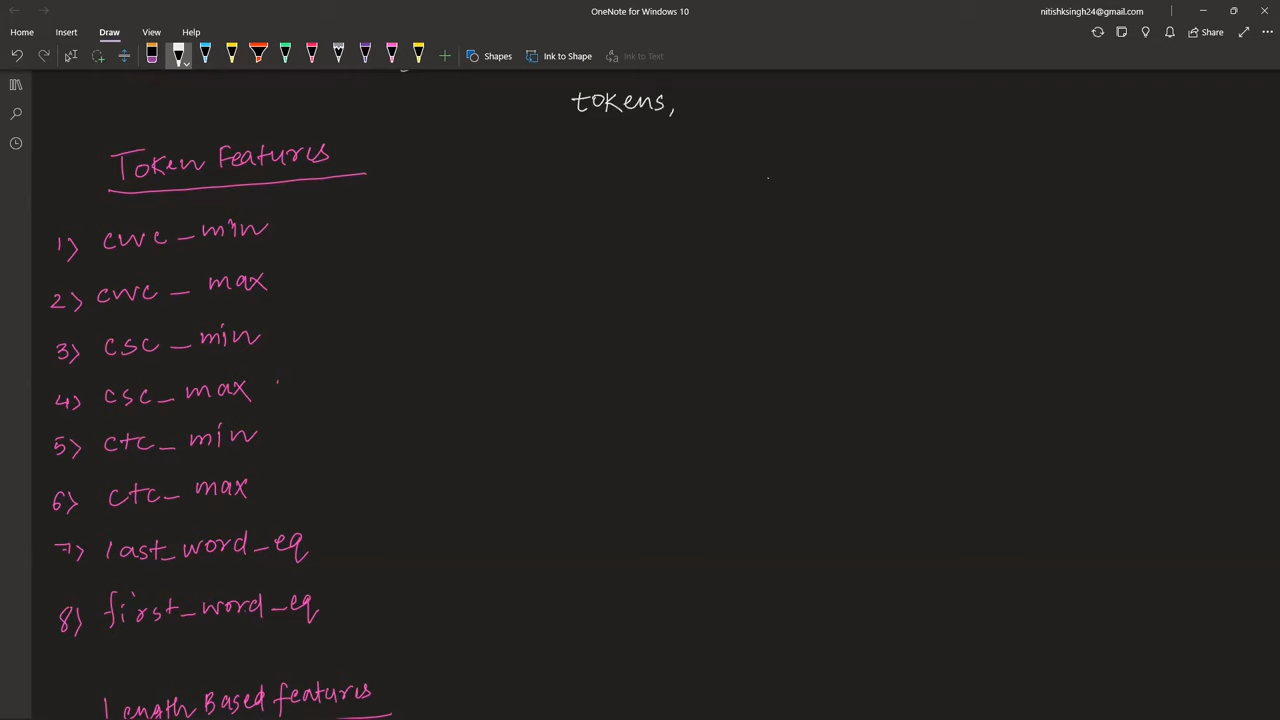 OneNote for Windows 10
nitishksingh24@gmail.com
Home Insert Draw View Help
Share
Shapes Ink to Shape Ink to Text
tokens,
Token Features
1) cwc_min
2) cwc_max
3) csc_min
4) csc_max
5) ctc_min
6) ctc_max
7) last_word_eq
8) first_word_eq
Length Based features